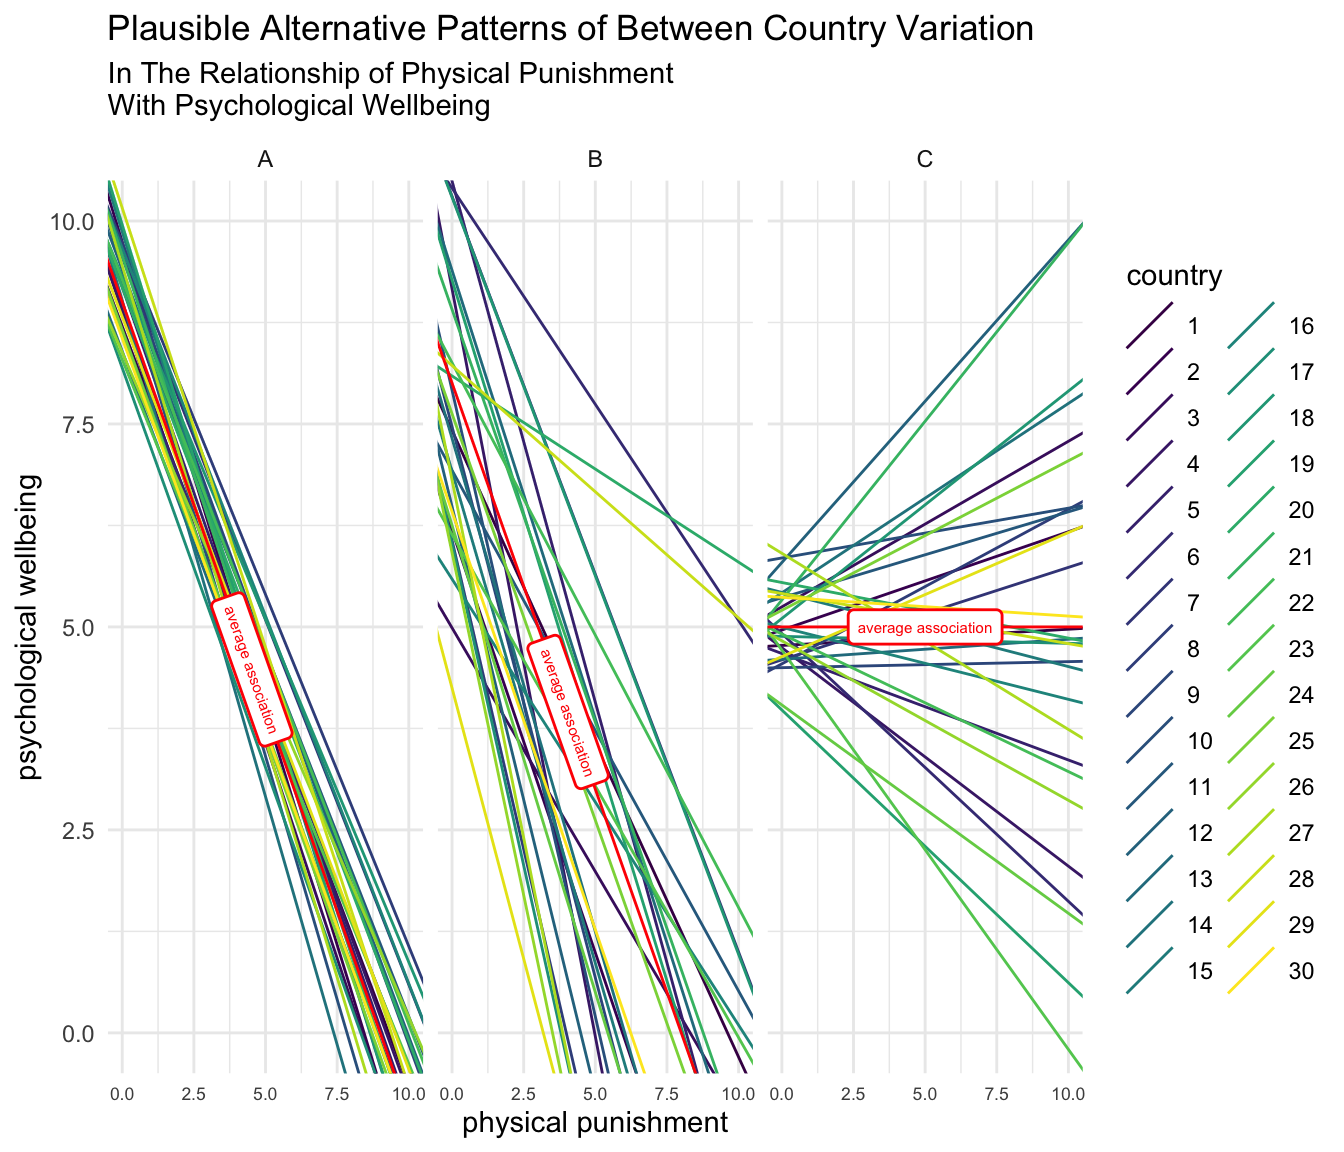 Plausible Alternative Patterns of Between Country Variation
In The Relationship of Physical Punishment
With Psychological Wellbeing
A
B
C
psychological wellbeing
10.0
7.5
5.0
2.5
0.0
average association
average association
average association
0.0 2.5 5.0 7.5 10.0
0.0 2.5 5.0 7.5 10.0
0.0 2.5 5.0 7.5 10.0
physical punishment
country
1 16
2 17
3 18
4 19
5 20
6 21
7 22
8 23
9 24
10 25
11 26
12 27
13 28
14 29
15 30